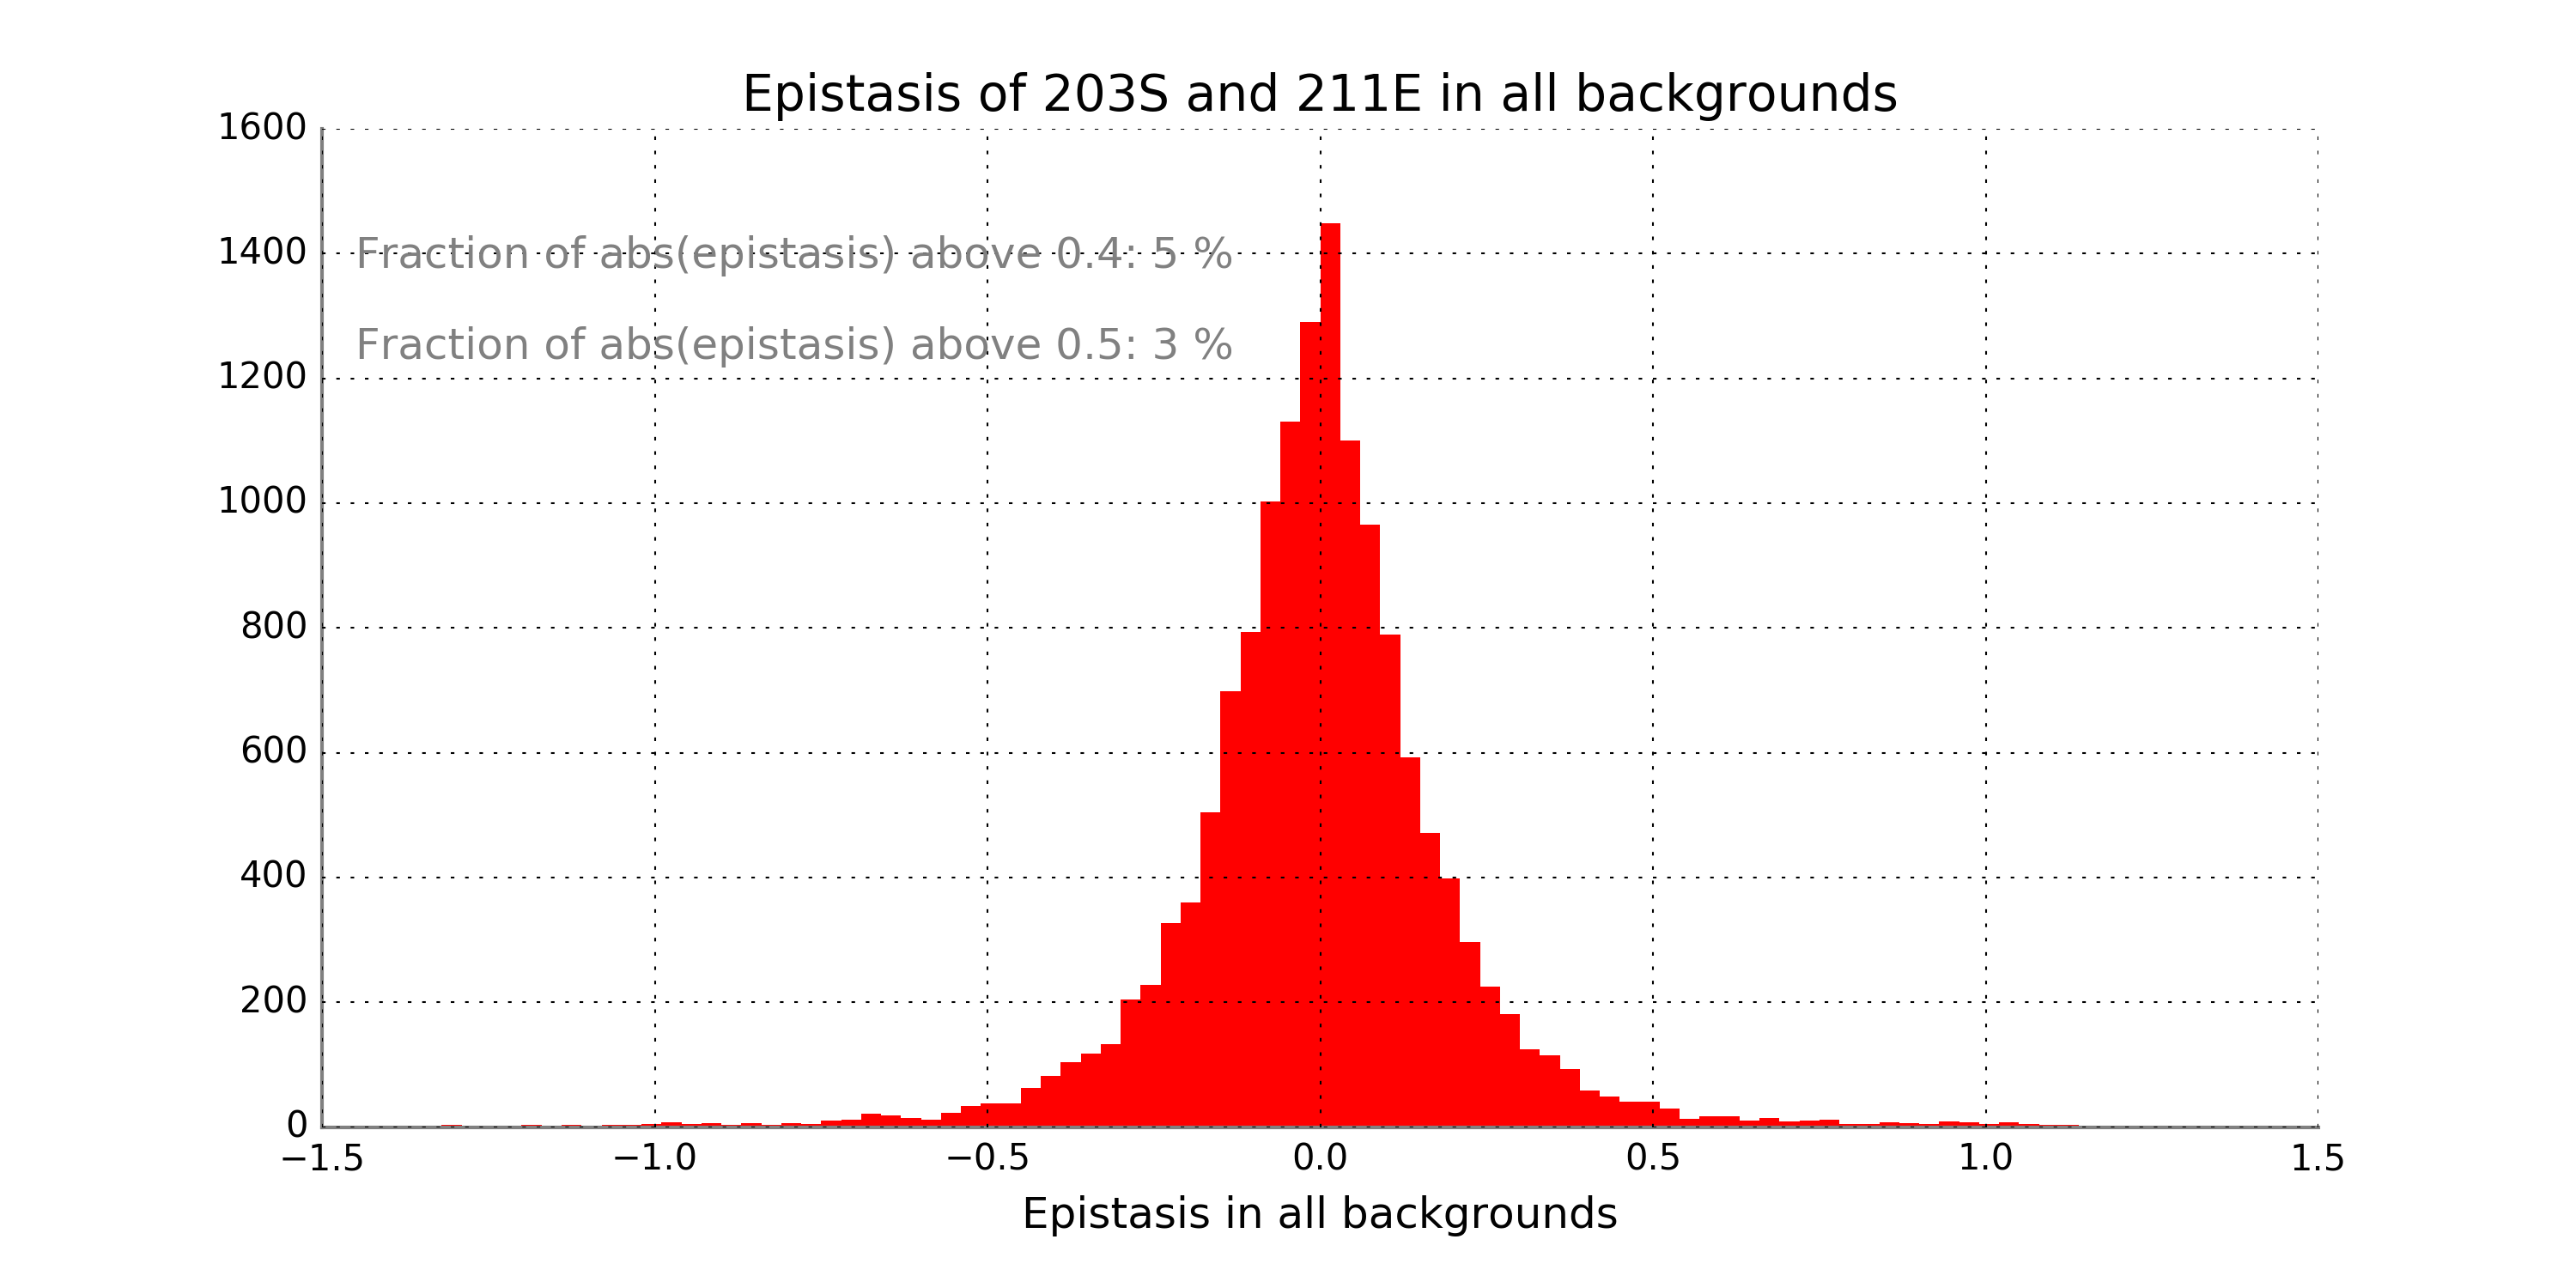 Epistasis of 203S and 211E in all backgrounds
1600
1400
1200
1000
800
600
400
200
0
Fraction of abs(epistasis) above 0.4: 5 %
Fraction of abs(epistasis) above 0.5: 3 %
−1.5 −1.0 −0.5 0.0 0.5 1.0 1.5
Epistasis in all backgrounds